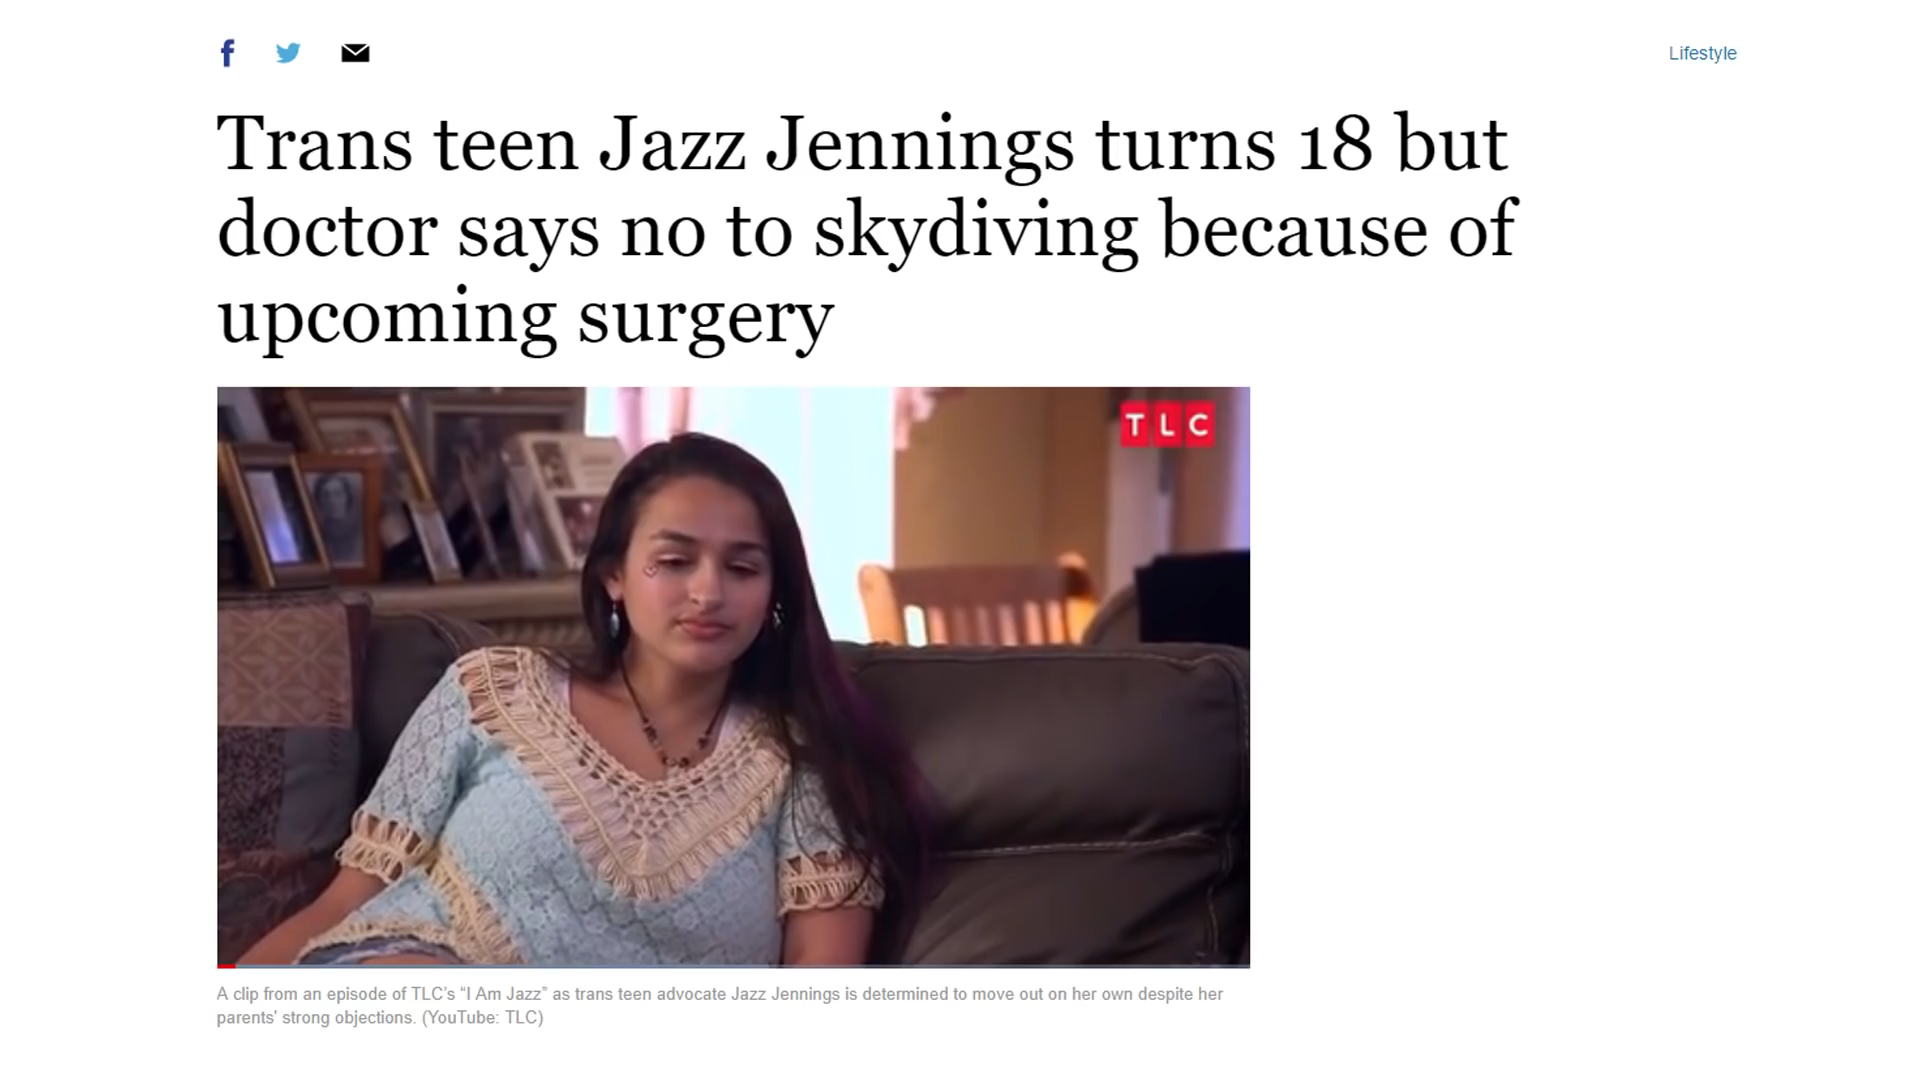 Lifestyle
Trans teen Jazz Jennings turns 18 but
doctor says no to skydiving because of
upcoming surgery
TLC
A clip from an episode of TLC’s “I Am Jazz” as trans teen advocate Jazz Jennings is determined to move out on her own despite her
parents' strong objections. (YouTube: TLC)